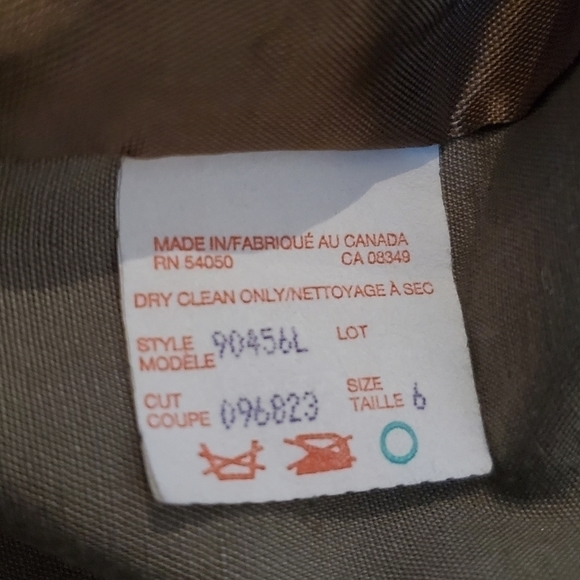 MADE IN/FABRIQUÉ AU CANADA
RN 54050 CA 08349
DRY CLEAN ONLY/NETTOYAGE À SEC
STYLE MODÈLE 90456L LOT
CUT COUPE 096823 SIZE TAILLE 6